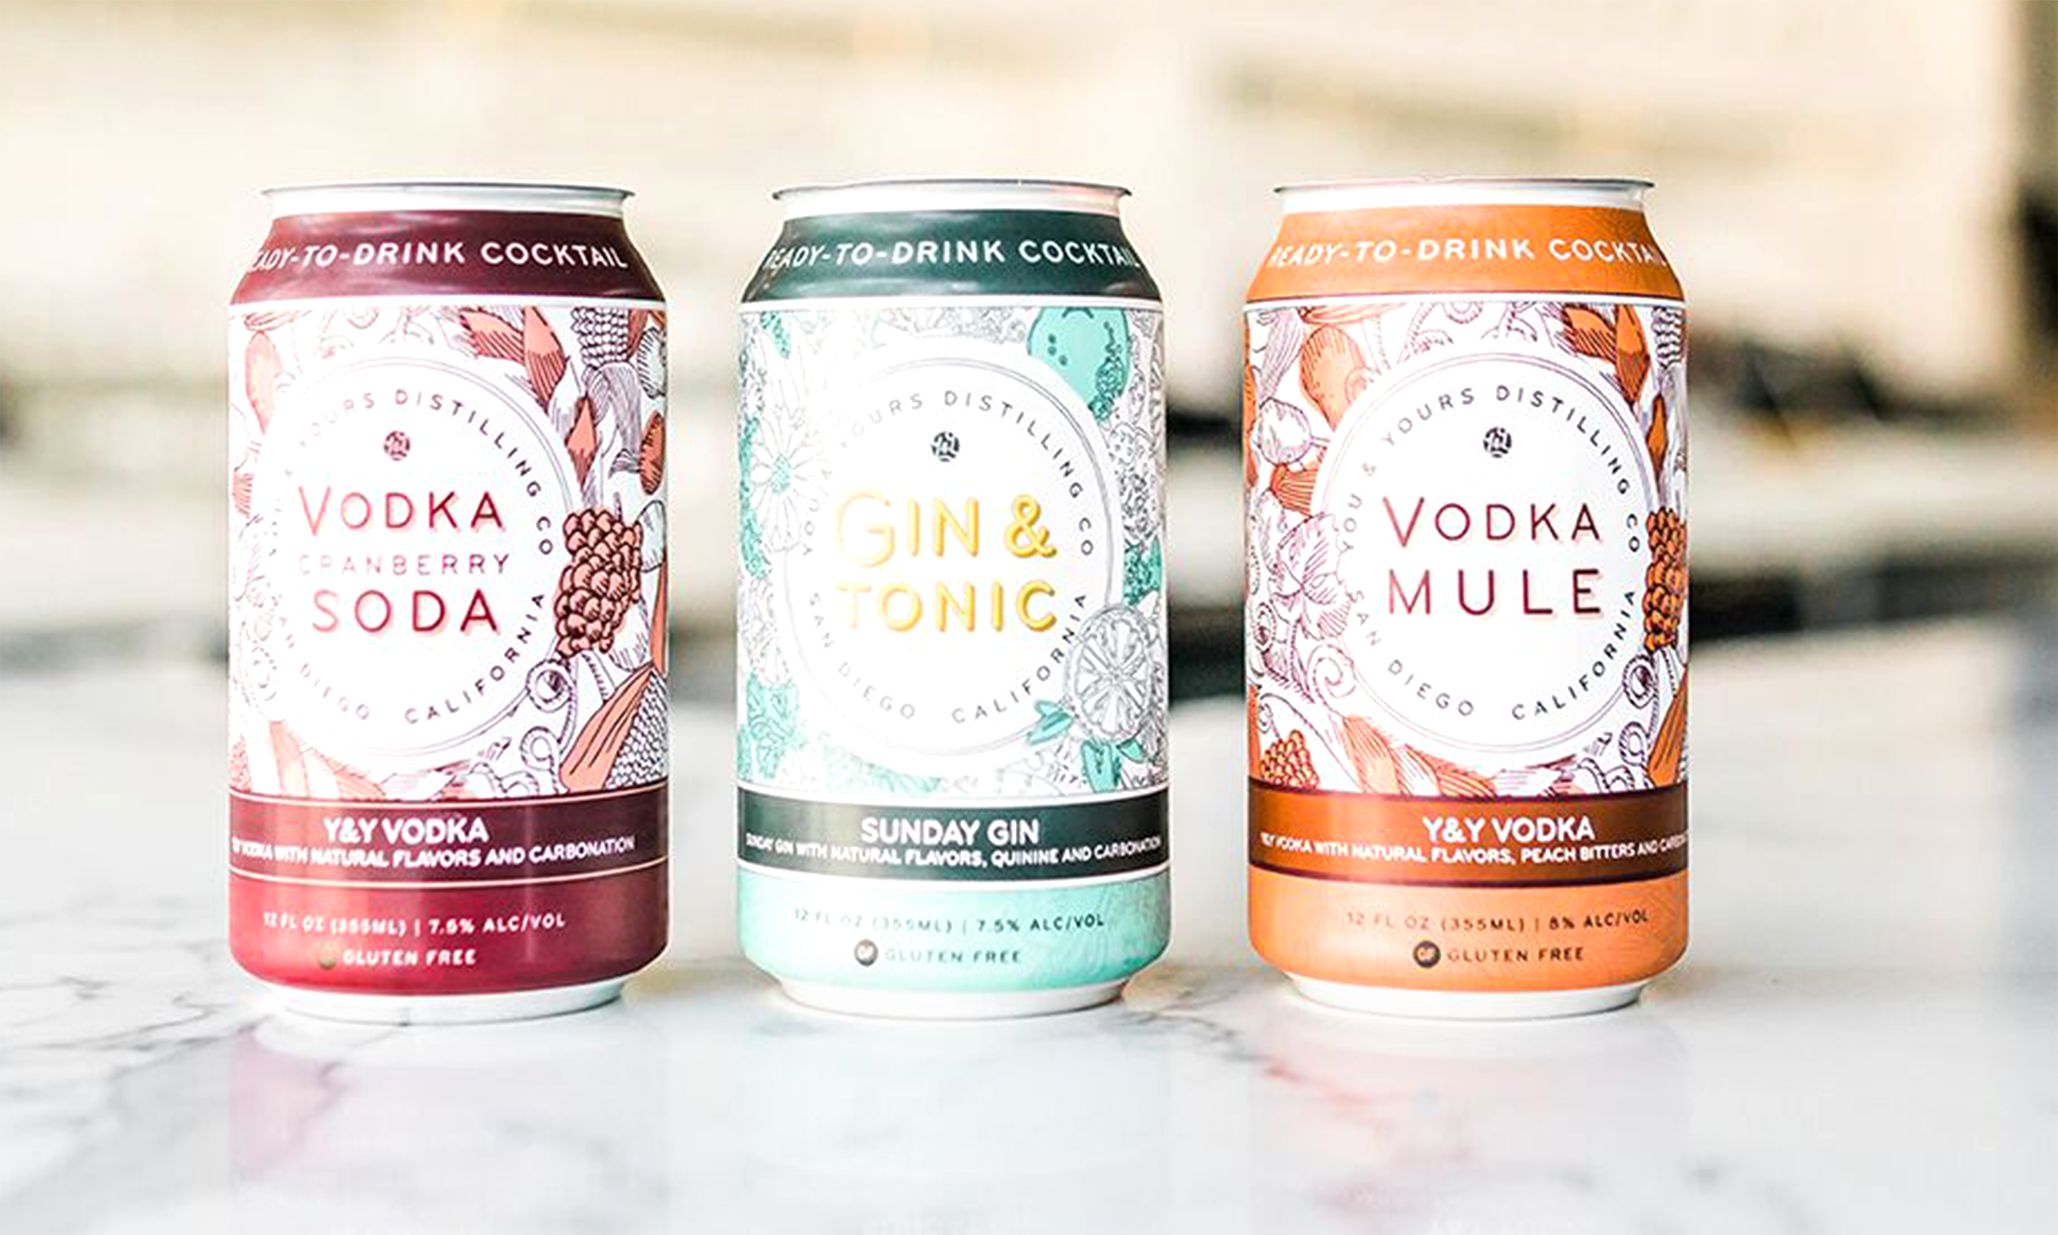 READY-TO-DRINK COCKTAIL
YOURS DISTILLING CO
VODKA
CRANBERRY
SODA
SAN DIEGO CALIFORNIA
Y&Y VODKA
Y&Y VODKA WITH NATURAL FLAVORS AND CARBONATION
12 FL OZ (355ML) | 7.5% ALC/VOL
GLUTEN FREE
READY-TO-DRINK COCKTAIL
YOU & YOURS DISTILLING CO
GIN &
TONIC
SAN DIEGO CALIFORNIA
SUNDAY GIN
SUNDAY GIN WITH NATURAL FLAVORS, QUININE AND CARBONATION
12 FL OZ (355ML) | 7.5% ALC/VOL
GF GLUTEN FREE
READY-TO-DRINK COCKTAIL
YOU & YOURS DISTILLING CO
VODKA
MULE
SAN DIEGO CALIFORNIA
Y&Y VODKA
Y&Y VODKA WITH NATURAL FLAVORS, PEACH BITTERS AND
12 FL OZ (355ML) | 8% ALC/VOL
GF GLUTEN FREE